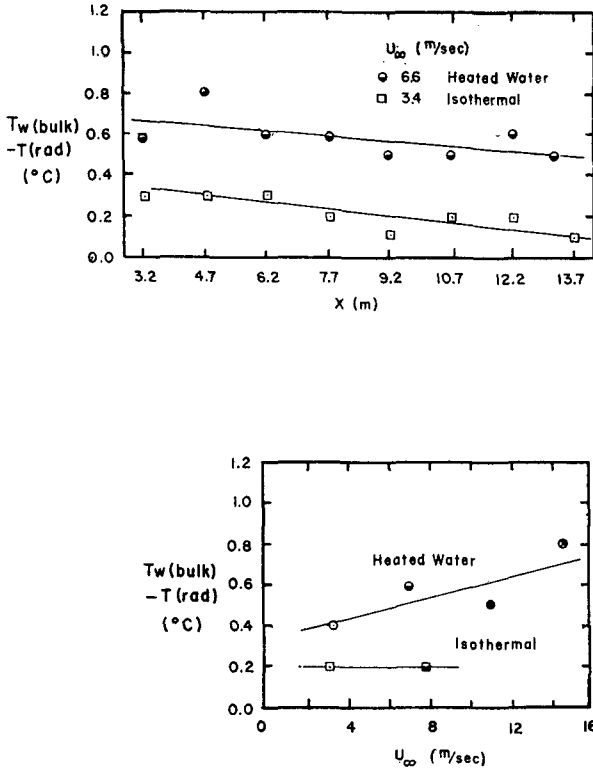 1.2
1.0
0.8
0.6
0.4
0.2
0.0
Tw(bulk)
-T(rad)
(°C)
U∞ (m/sec)
6.6 Heated Water
3.4 Isothermal
3.2 4.7 6.2 7.7 9.2 10.7 12.2 13.7
X (m)
1.2
1.0
0.8
0.6
0.4
0.2
0.0
Tw(bulk)
-T(rad)
(°C)
Heated Water
Isothermal
0 4 8 12 16
U∞ (m/sec)